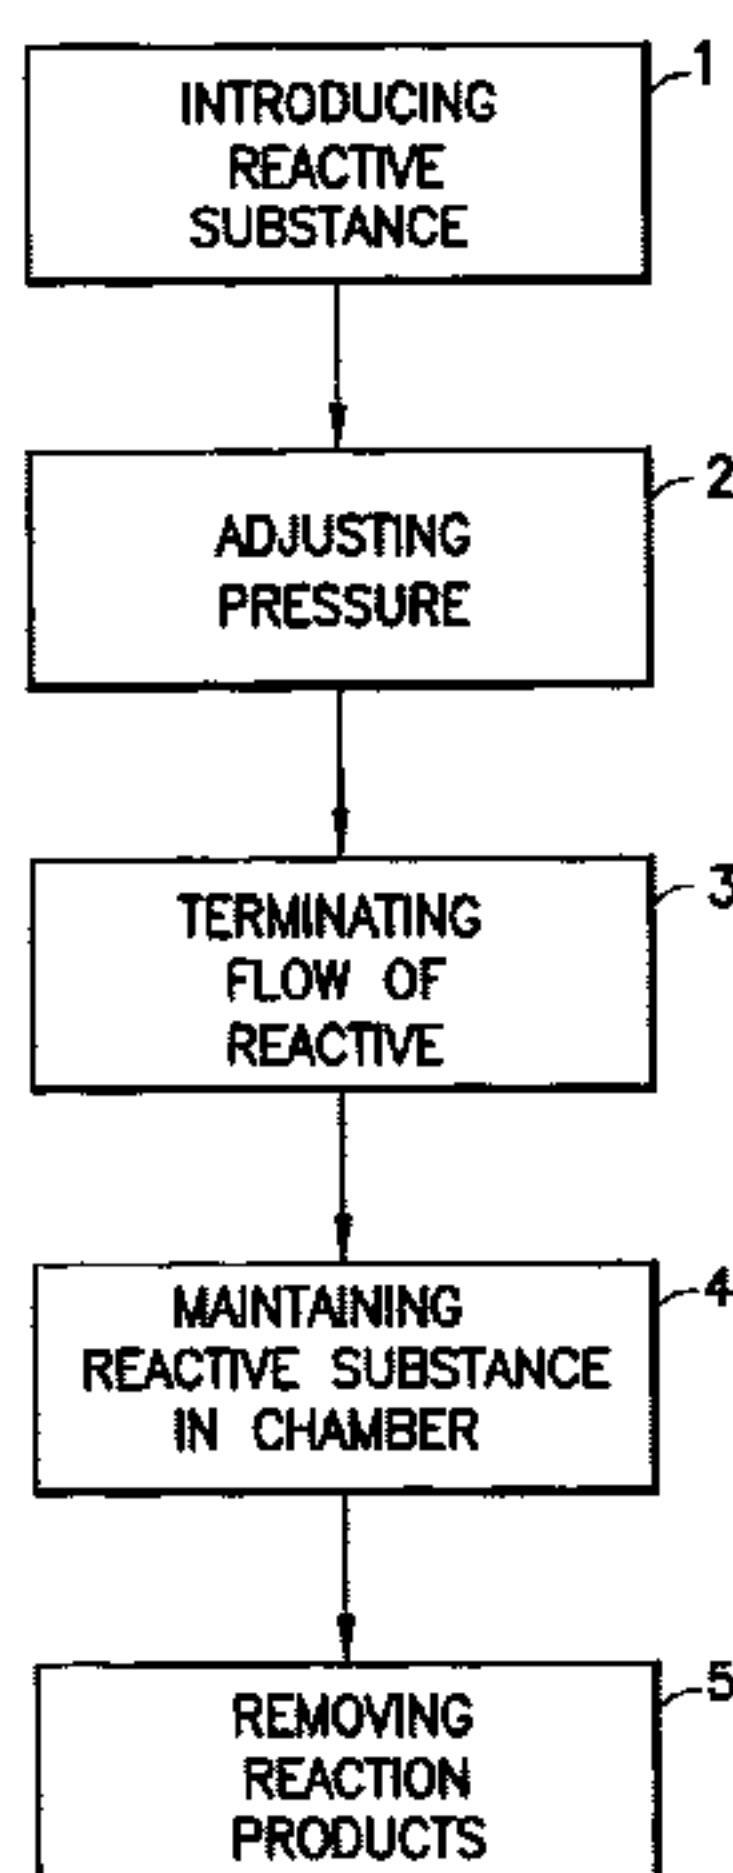 1
INTRODUCING
REACTIVE
SUBSTANCE
2
ADJUSTING
PRESSURE
3
TERMINATING
FLOW OF
REACTIVE
4
MAINTAINING
REACTIVE SUBSTANCE
IN CHAMBER
5
REMOVING
REACTION
PRODUCTS